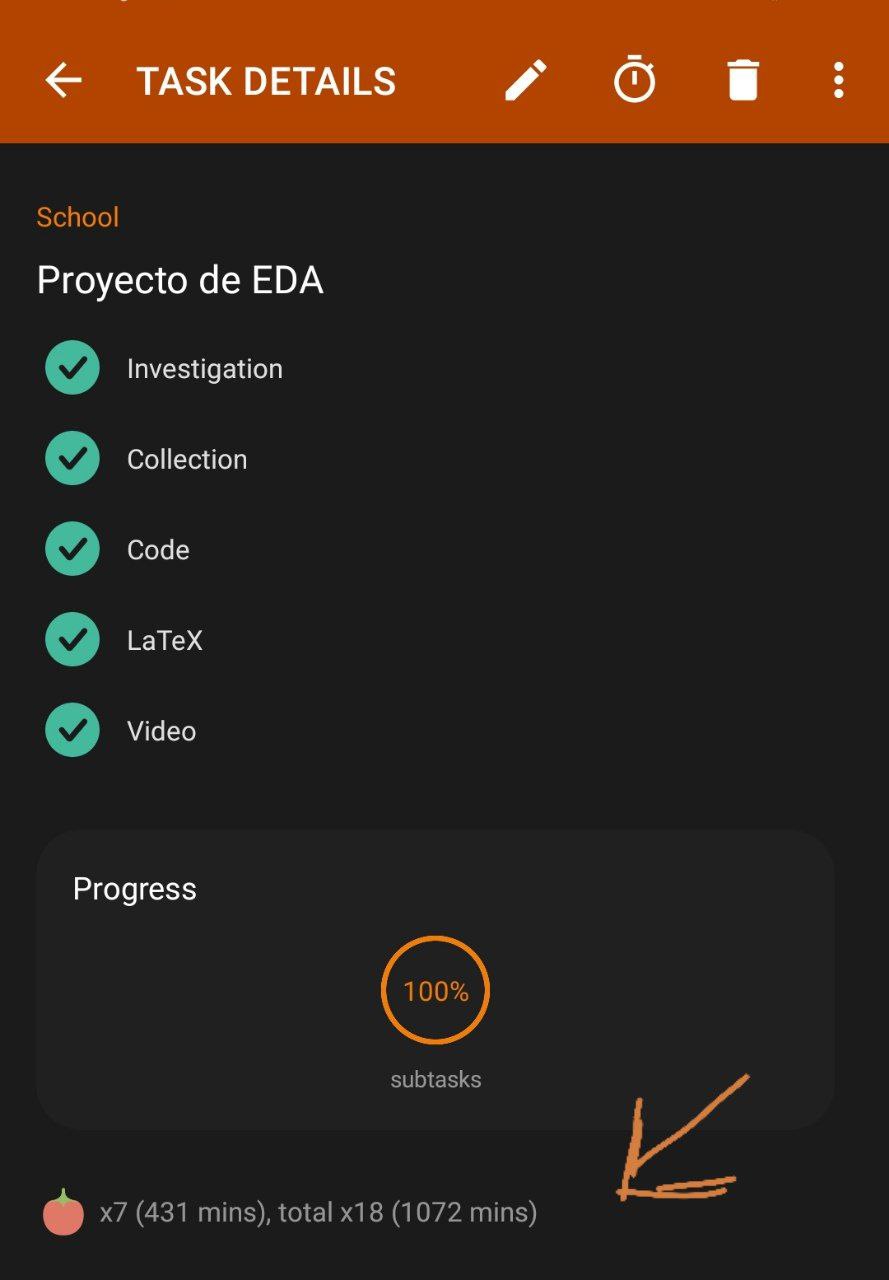 TASK DETAILS
School
Proyecto de EDA
Investigation
Collection
Code
LaTeX
Video
Progress
100%
subtasks
x7 (431 mins), total x18 (1072 mins)